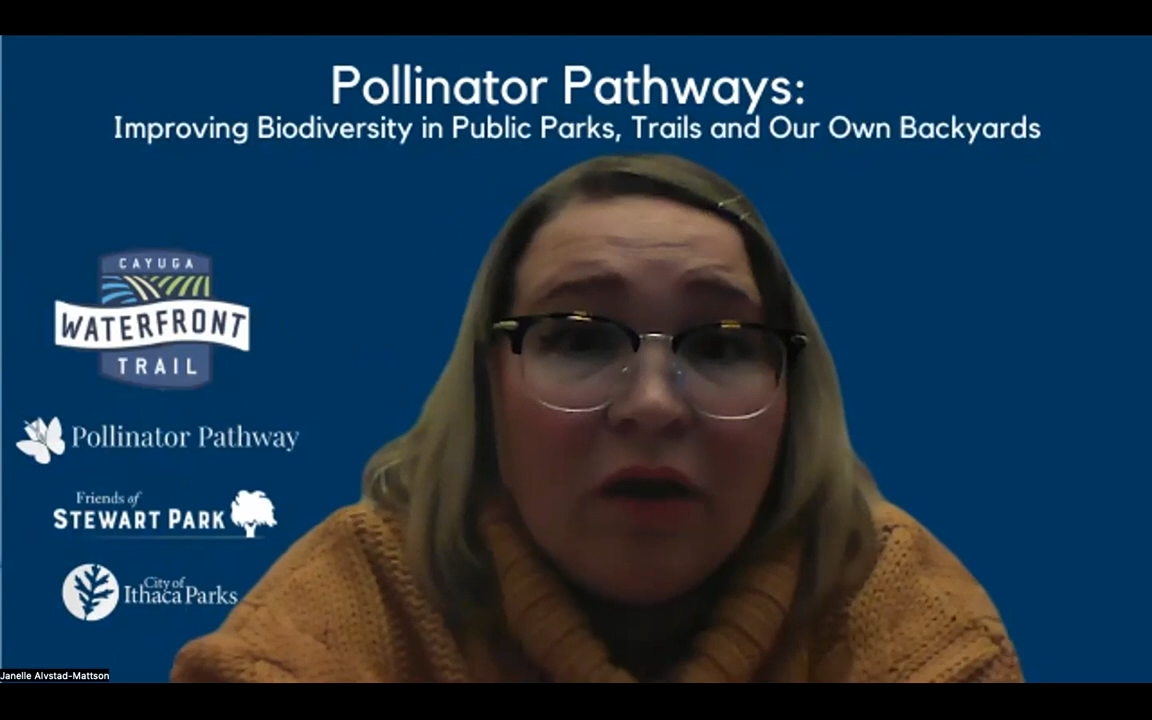 Pollinator Pathways:
Improving Biodiversity in Public Parks, Trails and Our Own Backyards
CAYUGA
WATERFRONT
TRAIL
Pollinator Pathway
Friends of
STEWART PARK
City of
Ithaca Parks
Janelle Alvstad-Mattson